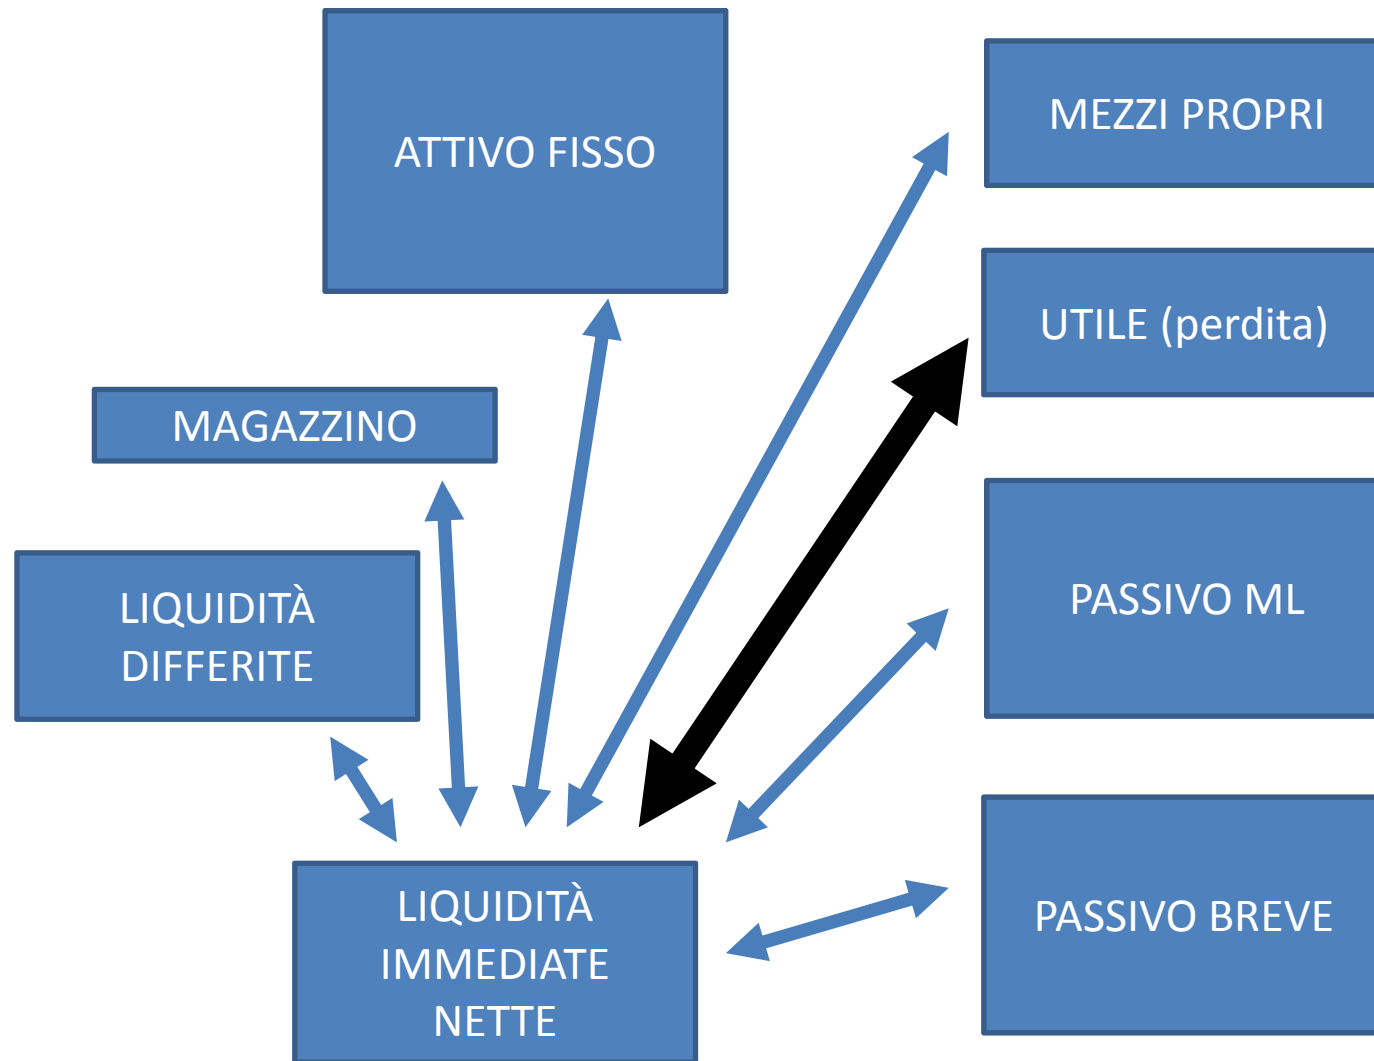 ATTIVO FISSO
MAGAZZINO
LIQUIDITÀ
DIFFERITE
LIQUIDITÀ
IMMEDIATE
NETTE
MEZZI PROPRI
UTILE (perdita)
PASSIVO ML
PASSIVO BREVE